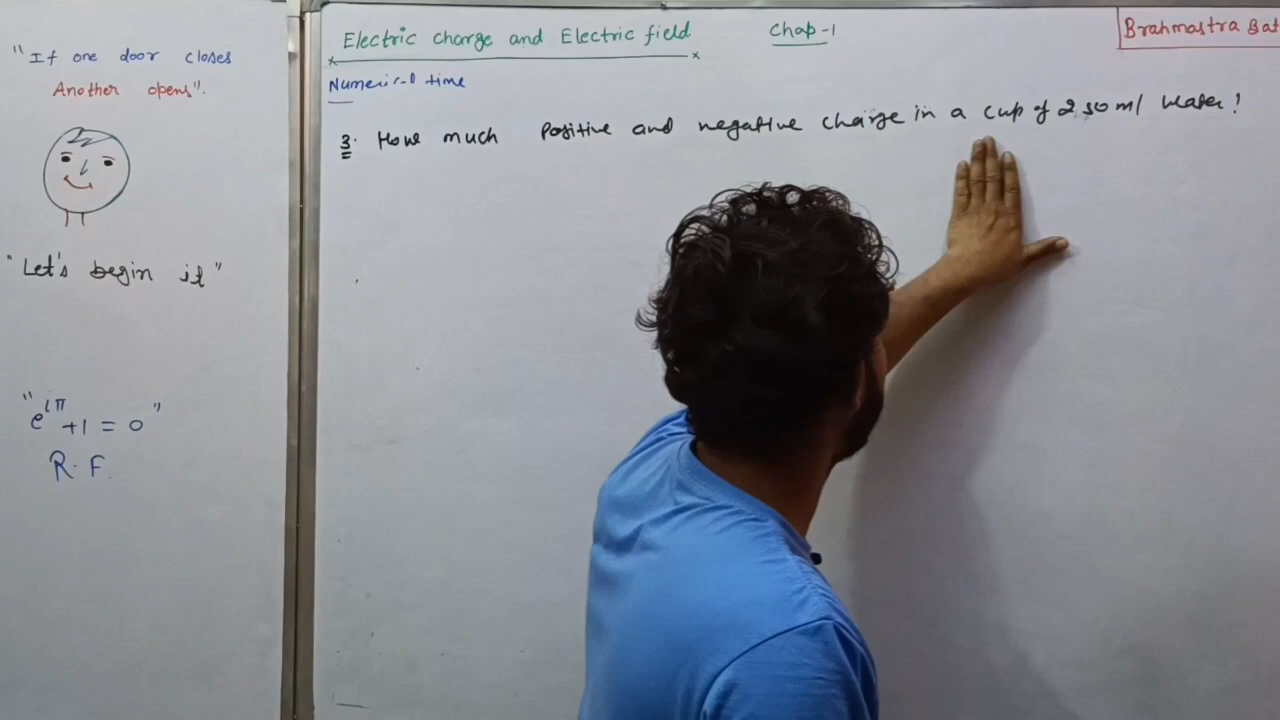 "If one door closes
Another opens".
"Let's begin it"
"e^{iπ} +1 = 0"
R. F.
Electric charge and Electric field
Chap-1
Brahmastra Bat
Numerical time
3. How much positive and negative charge in a cup of 250 ml water?